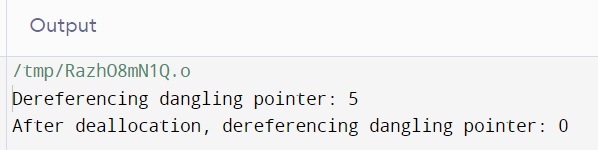 Output
/tmp/RazhO8mN1Q.o
Dereferencing dangling pointer: 5
After deallocation, dereferencing dangling pointer: 0